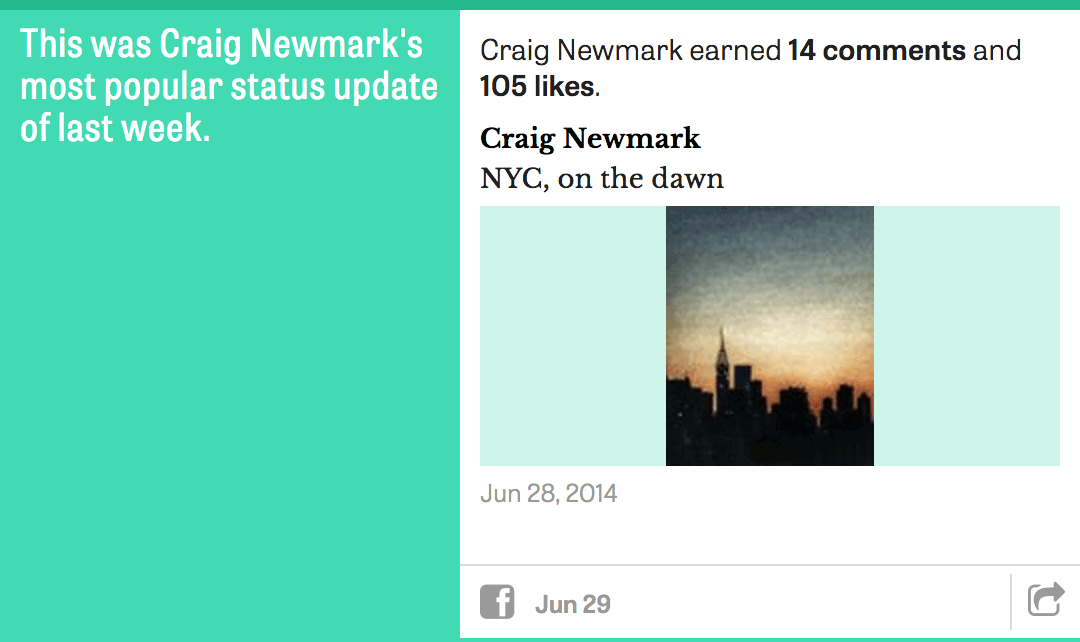 This was Craig Newmark's
most popular status update
of last week.
Craig Newmark earned 14 comments and
105 likes.
Craig Newmark
NYC, on the dawn
Jun 28, 2014
f Jun 29